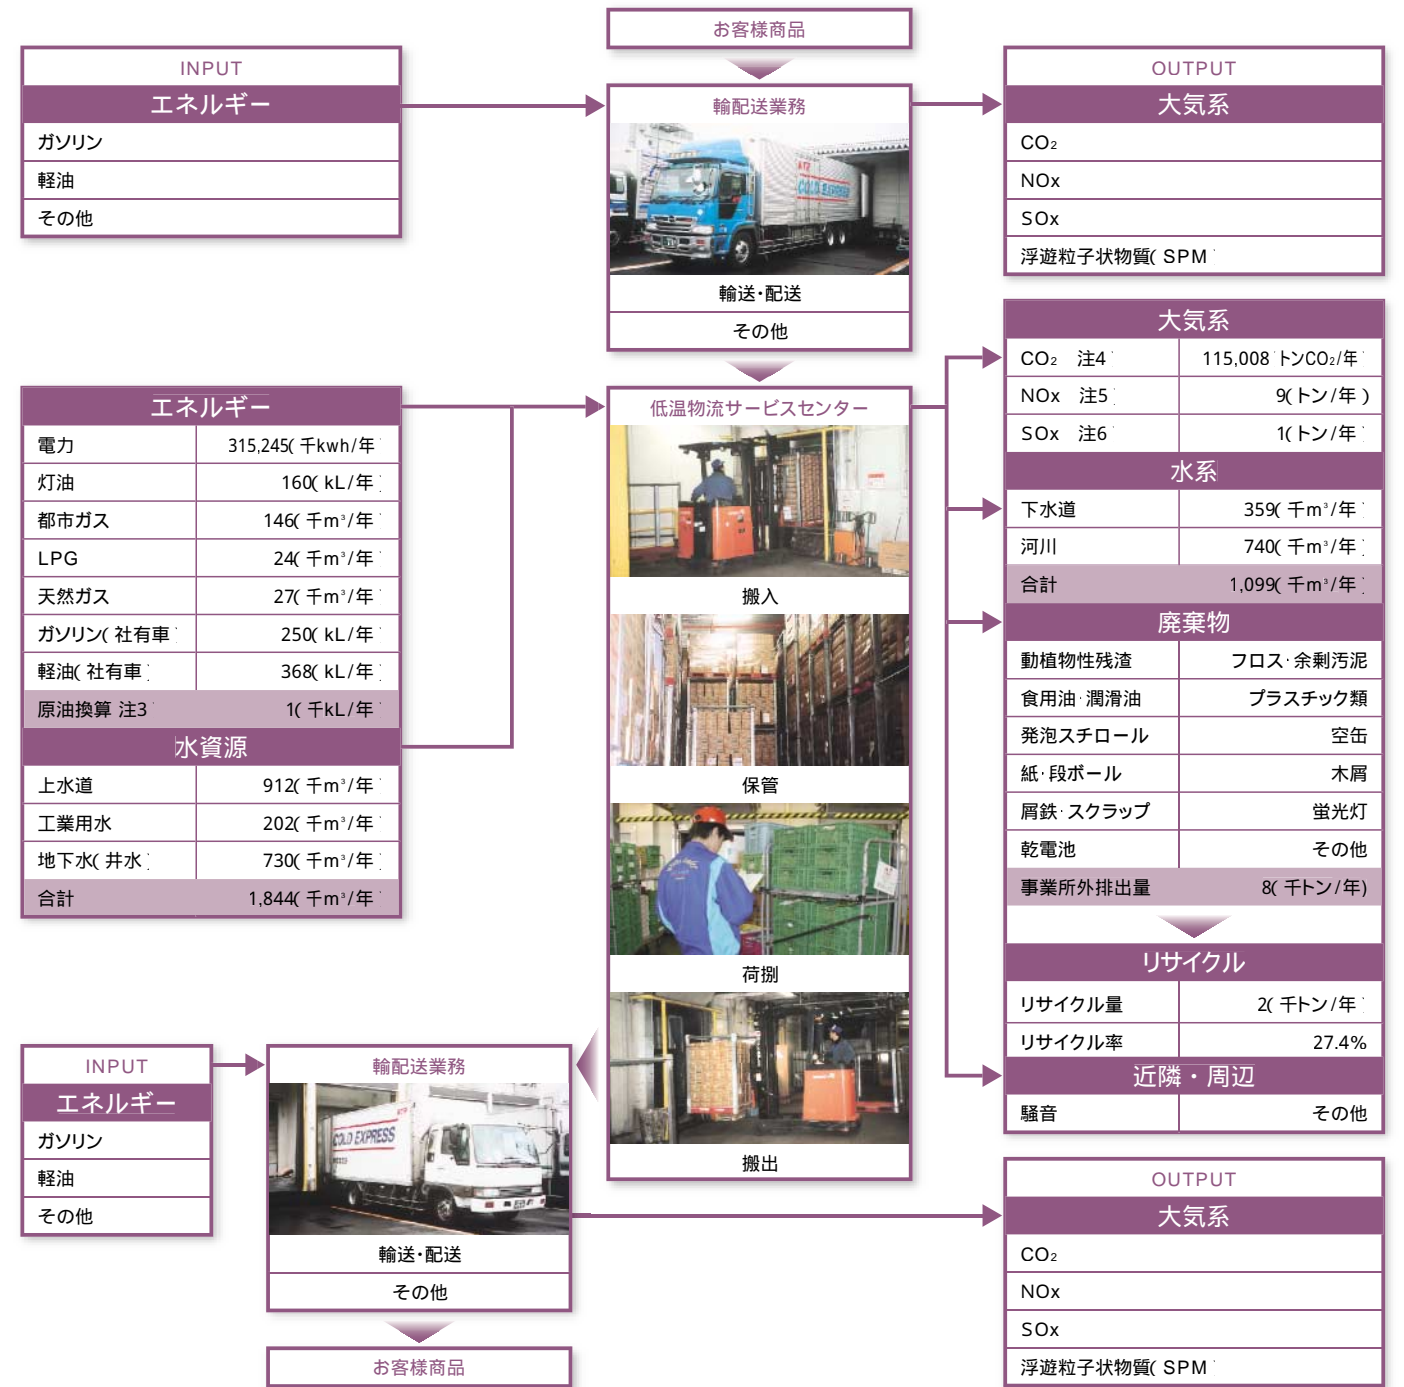 お客様商品
INPUT
エネルギー
ガソリン
軽油
その他
輸配送業務
COLD EXPRESS
輸送・配送
その他
OUTPUT
大気系
CO₂
NOx
SOx
浮遊粒子状物質(SPM)
エネルギー
電力 315,245(千kwh/年)
灯油 160(kL/年)
都市ガス 146(千m³/年)
LPG 24(千m³/年)
天然ガス 27(千m³/年)
ガソリン(社有車) 250(kL/年)
軽油(社有車) 368(kL/年)
原油換算 注3) 1(千kL/年)
水資源
上水道 912(千m³/年)
工業用水 202(千m³/年)
地下水(井水) 730(千m³/年)
合計 1,844(千m³/年)
低温物流サービスセンター
搬入
保管
荷捌
搬出
大気系
CO₂ 注4) 115,008(トンCO₂/年)
NOx 注5) 9(トン/年)
SOx 注6) 1(トン/年)
水系
下水道 359(千m³/年)
河川 740(千m³/年)
合計 1,099(千m³/年)
廃棄物
動植物性残渣 フロス・余剰汚泥
食用油・潤滑油 プラスチック類
発泡スチロール 空缶
紙・段ボール 木屑
屑鉄・スクラップ 蛍光灯
乾電池 その他
事業所外排出量 8(千トン/年)
リサイクル
リサイクル量 2(千トン/年)
リサイクル率 27.4%
近隣・周辺
騒音 その他
INPUT
エネルギー
ガソリン
軽油
その他
輸配送業務
COLD EXPRESS
輸送・配送
その他
お客様商品
OUTPUT
大気系
CO₂
NOx
SOx
浮遊粒子状物質(SPM)